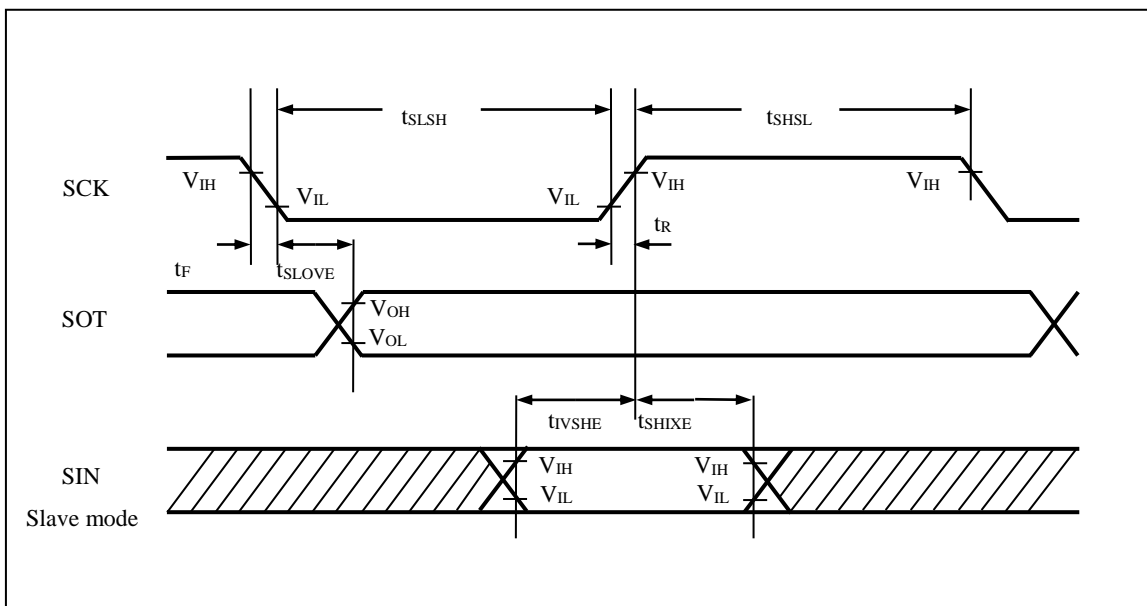 tSLSH tSHSL
SCK VIH VIL VIL VIH VIH
tR
tF tSLOVE
SOT VOH
VOL
tIVSHE tSHIXE
SIN VIH VIH
VIL VIL
Slave mode